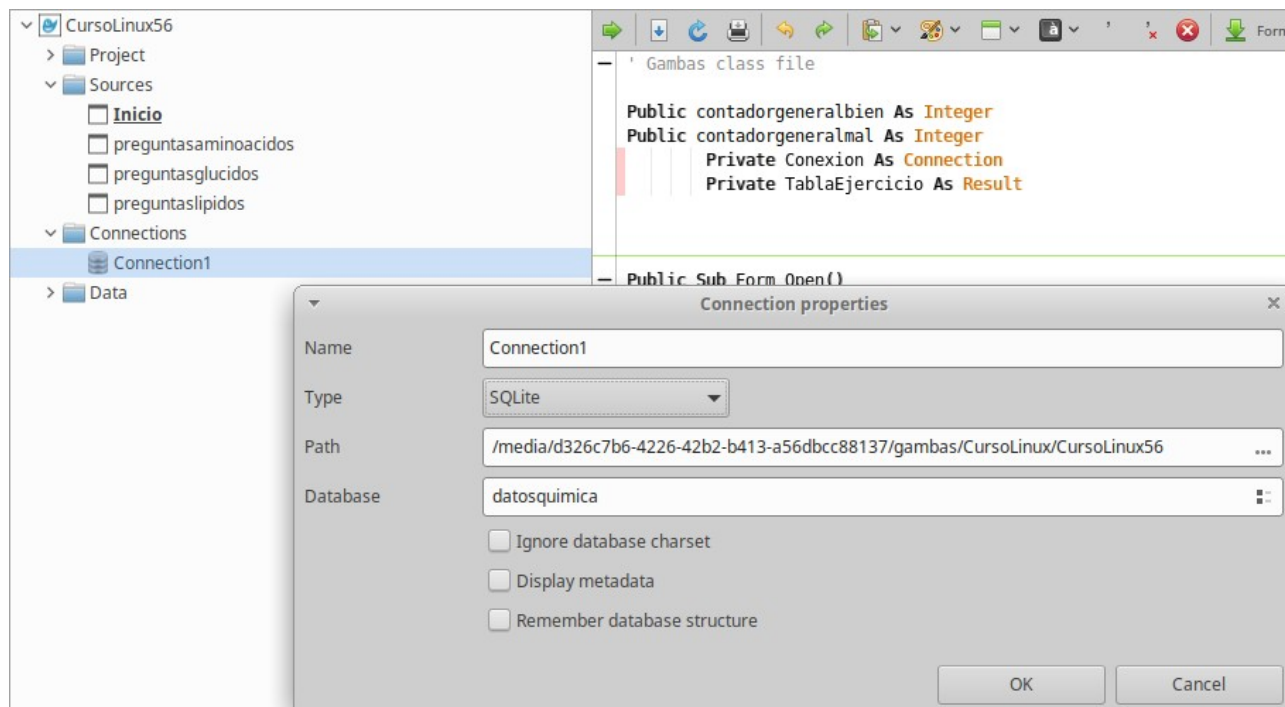 CursoLinux56
Project
Sources
Inicio
preguntasaminoacidos
preguntasglucidos
preguntaslipidos
Connections
Connection1
Data
à
Form
' Gambas class file
Public contadorgeneralbien As Integer
Public contadorgeneralmal As Integer
Private Conexion As Connection
Private TablaEjercicio As Result
Public Sub Form_Open()
Connection properties
Name
Connection1
Type
SQLite
Path
/media/d326c7b6-4226-42b2-b413-a56dbcc88137/gambas/CursoLinux/CursoLinux56
...
Database
datosquimica
Ignore database charset
Display metadata
Remember database structure
OK
Cancel